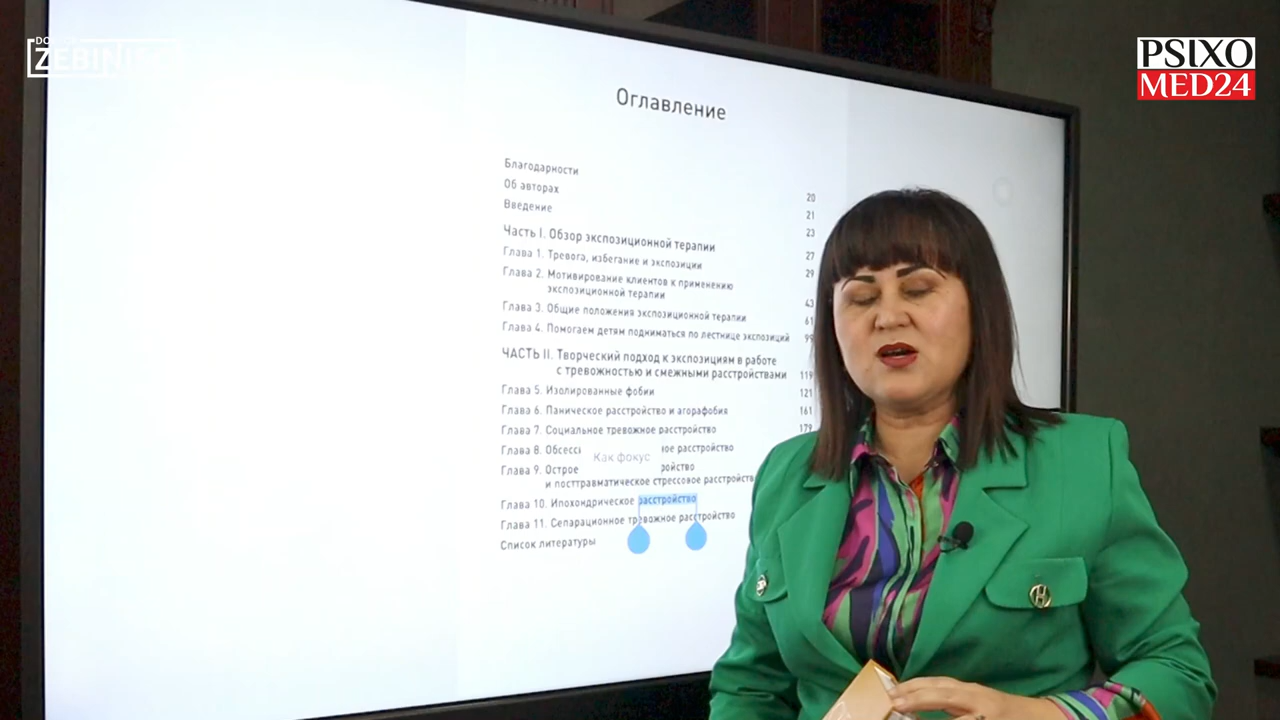 ZEBINISO
PSIXO
MED24
Оглавление
Благодарности 20
Об авторах 21
Введение 23
Часть I. Обзор экспозиционной терапии 27
Глава 1. Тревога, избегание и экспозиции 29
Глава 2. Мотивирование клиентов к применению
экспозиционной терапии 43
Глава 3. Общие положения экспозиционной терапии 61
Глава 4. Помогаем детям подниматься по лестнице экспозиций 99
ЧАСТЬ II. Творческий подход к экспозициям в работе
с тревожностью и смежными расстройствами 119
Глава 5. Изолированные фобии 121
Глава 6. Паническое расстройство и агорафобия 161
Глава 7. Социальное тревожное расстройство 179
Глава 8. расстройство
Как фокус
Глава 9. Острое
и посттравматическое стрессовое
Глава 10. Ипохондрическое расстройство
Глава 11. Сепарационное тревожное расстройство
Список литературы